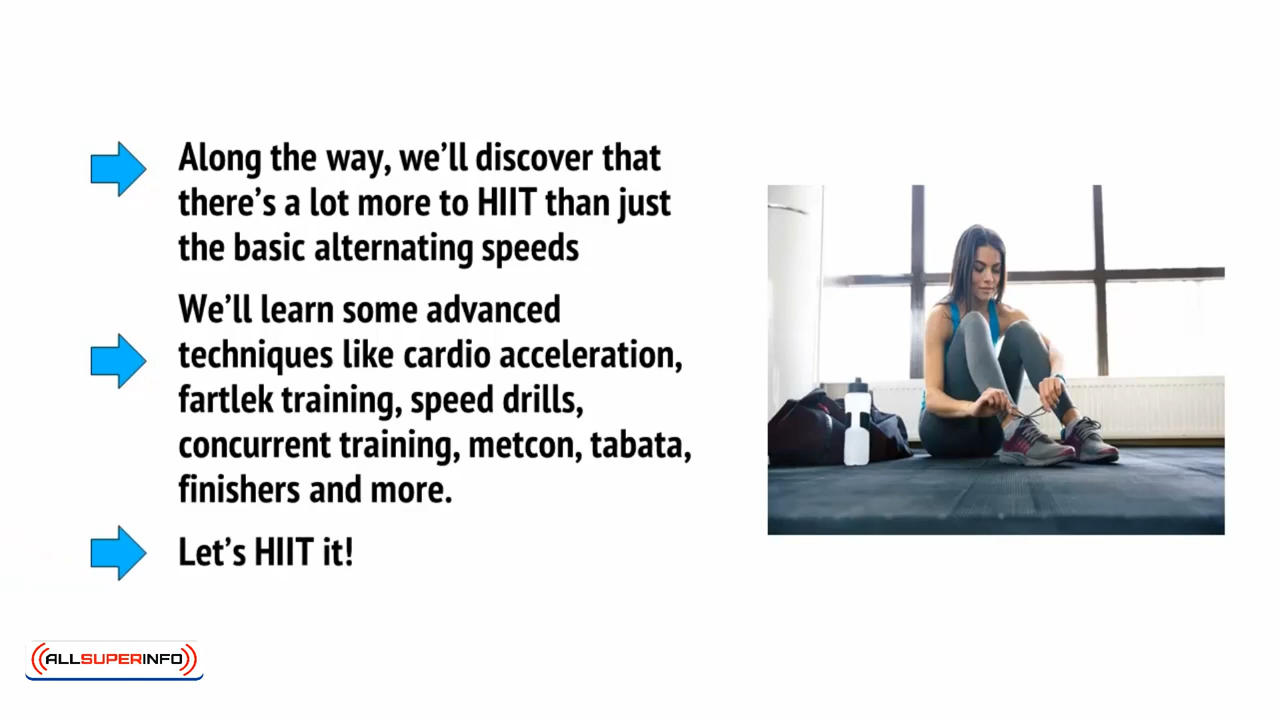 Along the way, we'll discover that
there's a lot more to HIIT than just
the basic alternating speeds
We'll learn some advanced
techniques like cardio acceleration,
fartlek training, speed drills,
concurrent training, metcon, tabata,
finishers and more.
Let's HIIT it!
ALLSUPERINFO